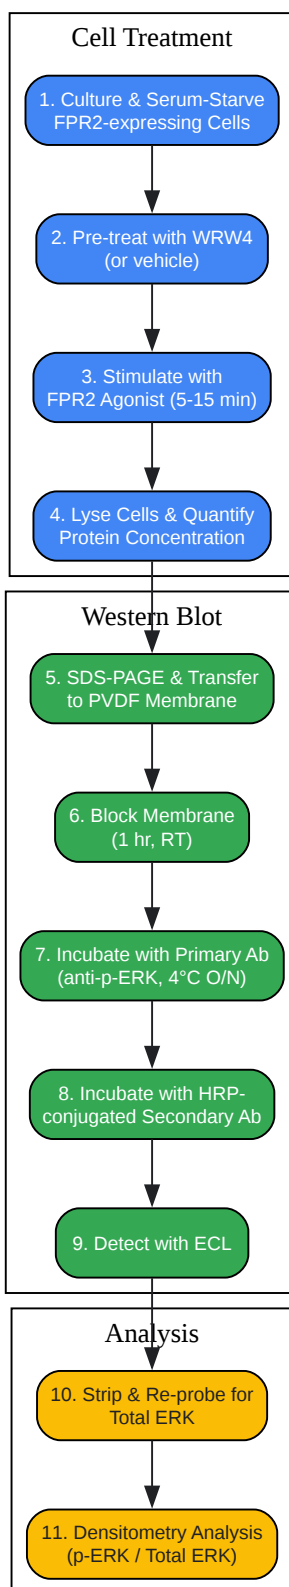 Cell Treatment
1. Culture & Serum-Starve
FPR2-expressing Cells
2. Pre-treat with WRW4
(or vehicle)
3. Stimulate with
FPR2 Agonist (5-15 min)
4. Lyse Cells & Quantify
Protein Concentration
Western Blot
5. SDS-PAGE & Transfer
to PVDF Membrane
6. Block Membrane
(1 hr, RT)
7. Incubate with Primary Ab
(anti-p-ERK, 4°C O/N)
8. Incubate with HRP-
conjugated Secondary Ab
9. Detect with ECL
Analysis
10. Strip & Re-probe for
Total ERK
11. Densitometry Analysis
(p-ERK / Total ERK)